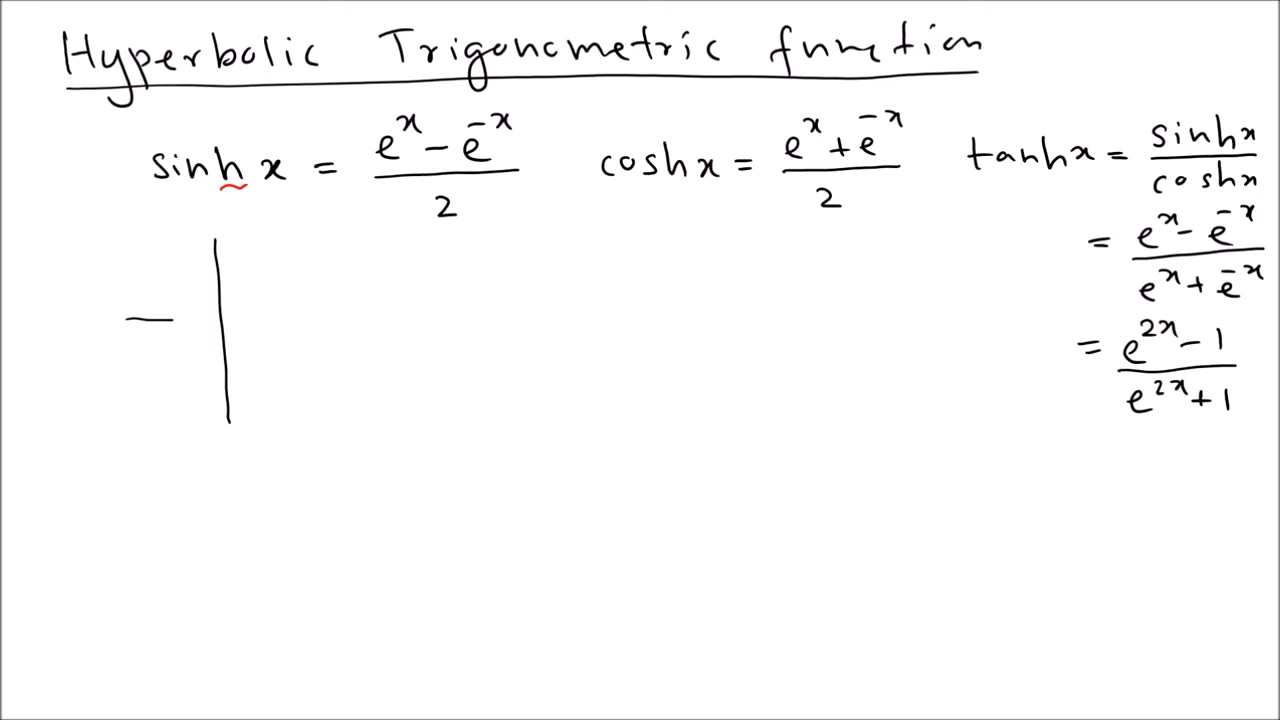 Hyperbolic Trigonometric function
sinh x = (e^x - e^-x)/2   cosh x = (e^x + e^-x)/2   tanh x = sinh x/cosh x
= (e^x - e^-x)/(e^x + e^-x)
= (e^2x - 1)/(e^2x + 1)